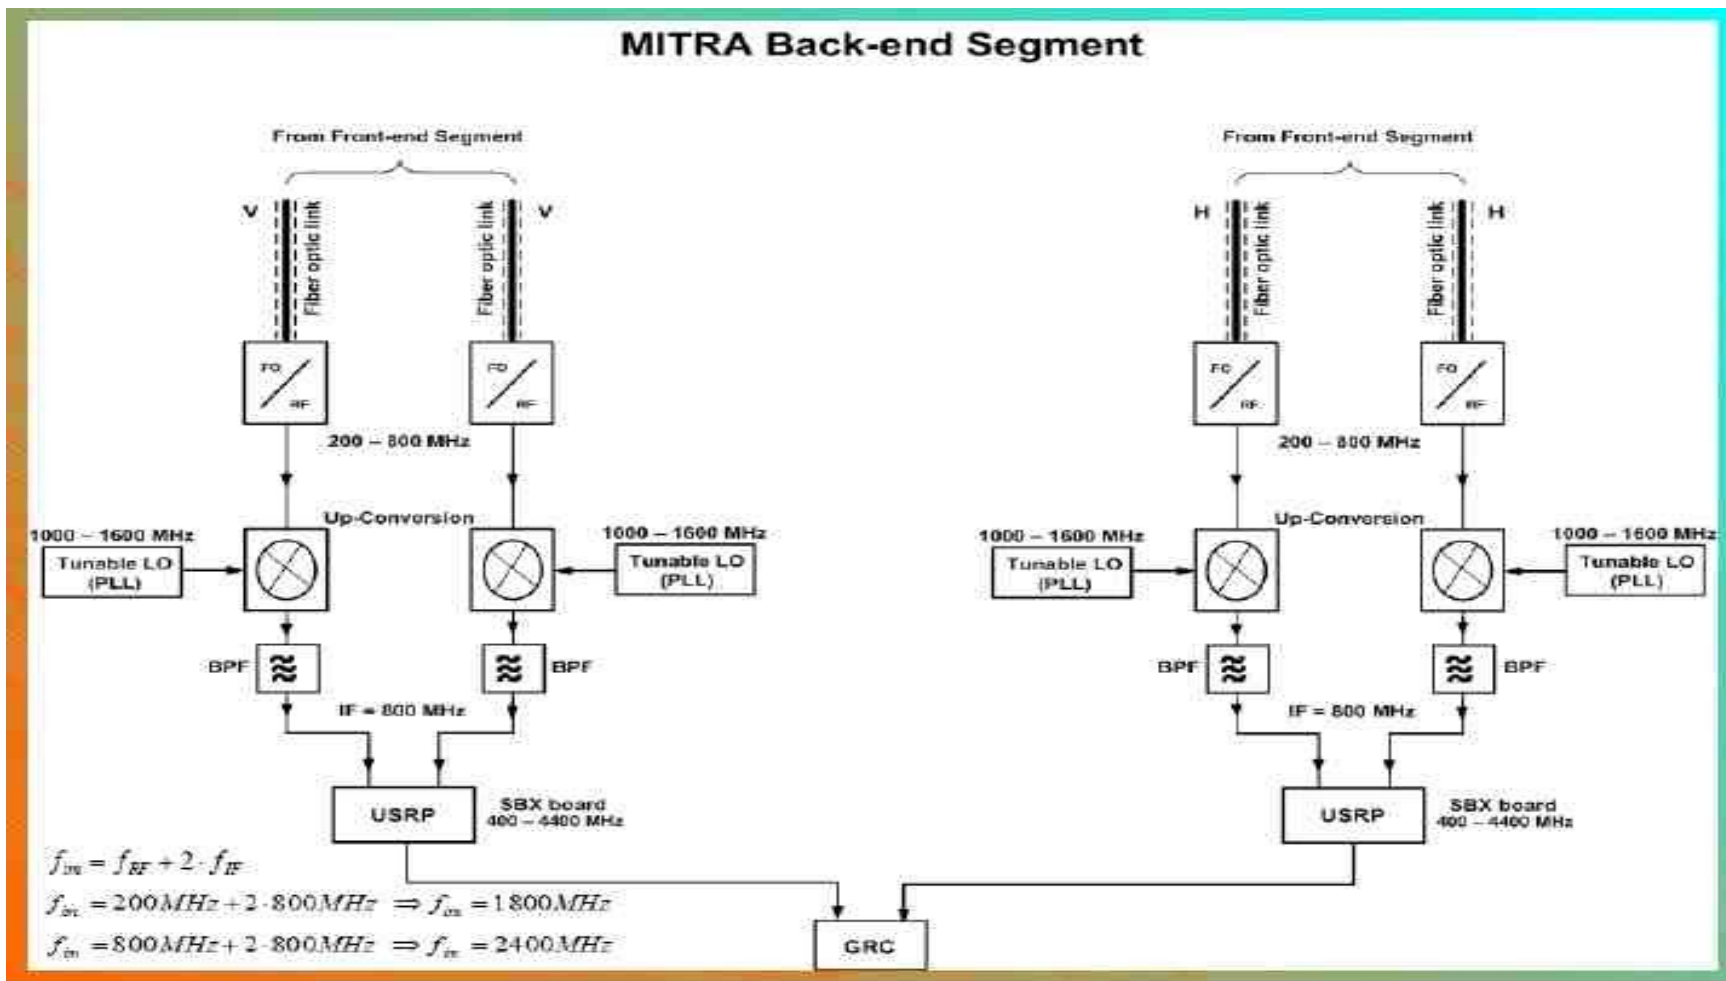 MITRA Back-end Segment
From Front-end Segment
From Front-end Segment
V
Fiber optic link
Fiber optic link
V
H
Fiber optic link
Fiber optic link
H
FO
RF
FO
RF
FO
RF
FO
RF
200 – 800 MHz
200 – 800 MHz
Up-Conversion
Up-Conversion
1000 – 1600 MHz
Tunable LO
(PLL)
1000 – 1600 MHz
Tunable LO
(PLL)
1000 – 1600 MHz
Tunable LO
(PLL)
1000 – 1600 MHz
Tunable LO
(PLL)
BPF
BPF
BPF
BPF
IF = 800 MHz
IF = 800 MHz
USRP
SBX board
400 – 4400 MHz
USRP
SBX board
400 – 4400 MHz
f_im = f_RF + 2 · f_IF
f_im = 200MHz + 2 · 800MHz ⇒ f_im = 1800MHz
f_im = 800MHz + 2 · 800MHz ⇒ f_im = 2400MHz
GRC